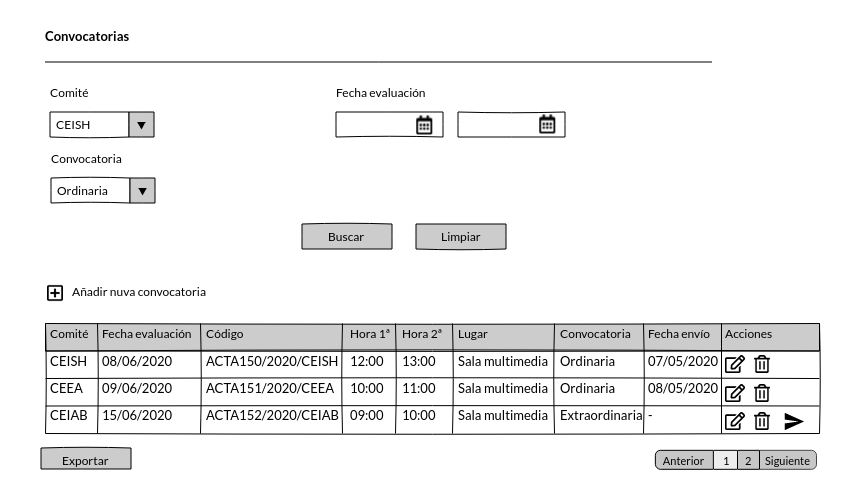 Convocatorias
Comité Fecha evaluación
CEISH
Convocatoria
Ordinaria
Buscar Limpiar
Añadir nuva convocatoria
Comité Fecha evaluación Código Hora 1ª Hora 2ª Lugar Convocatoria Fecha envío Acciones
CEISH 08/06/2020 ACTA150/2020/CEISH 12:00 13:00 Sala multimedia Ordinaria 07/05/2020
CEEA 09/06/2020 ACTA151/2020/CEEA 10:00 11:00 Sala multimedia Ordinaria 08/05/2020
CEIAB 15/06/2020 ACTA152/2020/CEIAB 09:00 10:00 Sala multimedia Extraordinaria -
Exportar Anterior 1 2 Siguiente